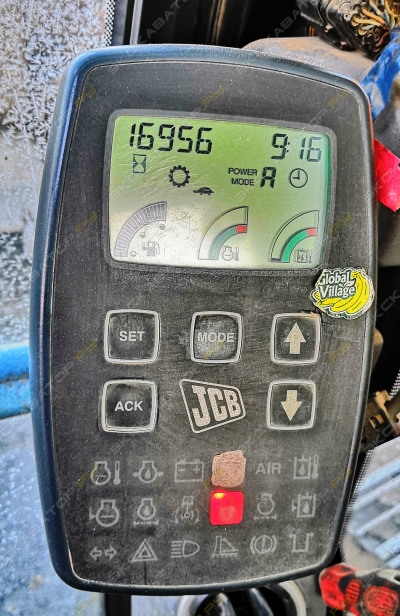 16956 9:16
POWER
MODE A
Global
Village
SET MODE
ACK JCB
AIR